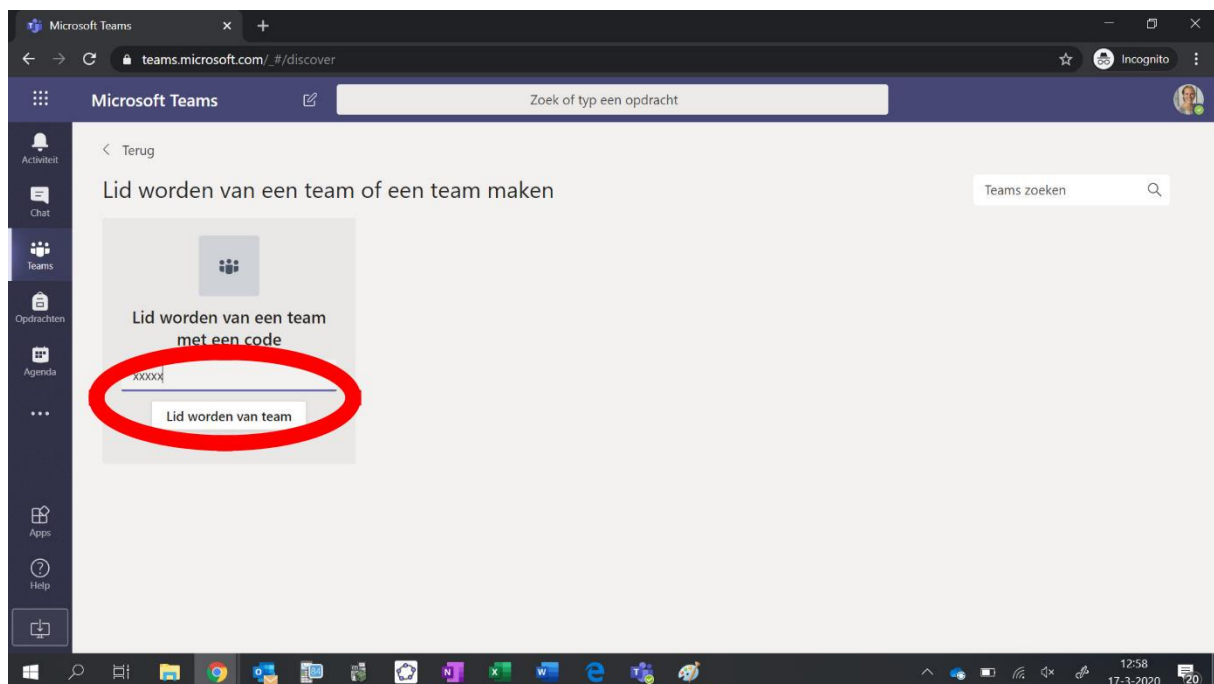 Microsoft Teams
teams.microsoft.com/_#/discover
Incognito
Microsoft Teams
Zoek of typ een opdracht
Activiteit
Terug
Lid worden van een team of een team maken
Teams zoeken
Chat
Teams
Opdrachten
Lid worden van een team
met een code
Agenda
xxxxx
Lid worden van team
Apps
Help
12:58
17-3-2020
20